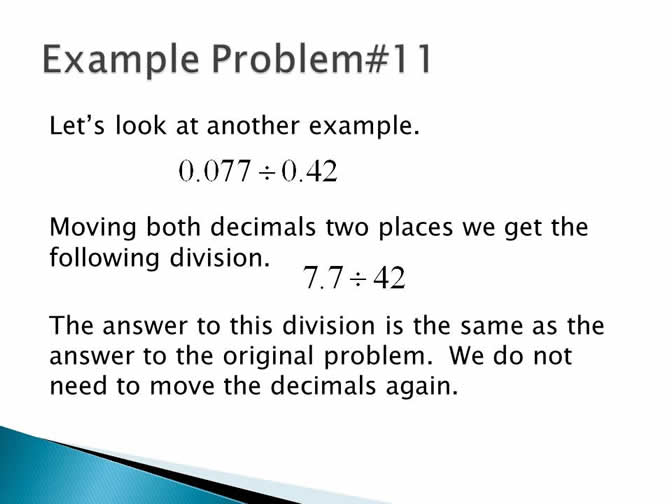 Example Problem#11
Let's look at another example.
0.077 ÷ 0.42
Moving both decimals two places we get the
following division.
7.7 ÷ 42
The answer to this division is the same as the
answer to the original problem.  We do not
need to move the decimals again.